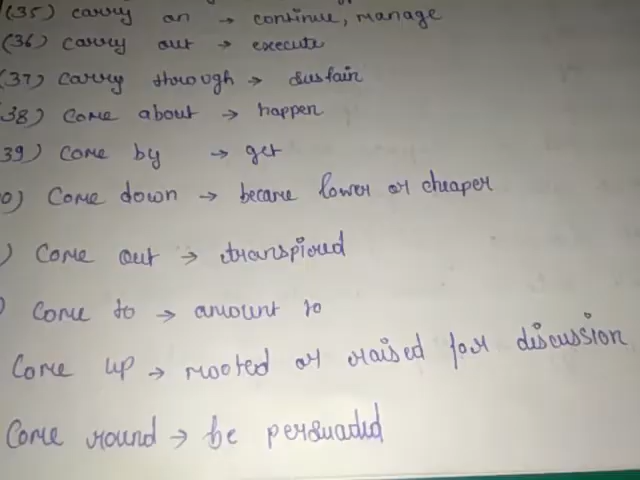 (35) carry on → continue, manage
(36) carry out → execute
(37) carry through → sustain
38) Come about → happen
39) Come by → get
0) Come down → became lower or cheaper
) Come out → transpired
) Come to → amount to
Come up → mooted or raised for discussion
Come round → be persuaded